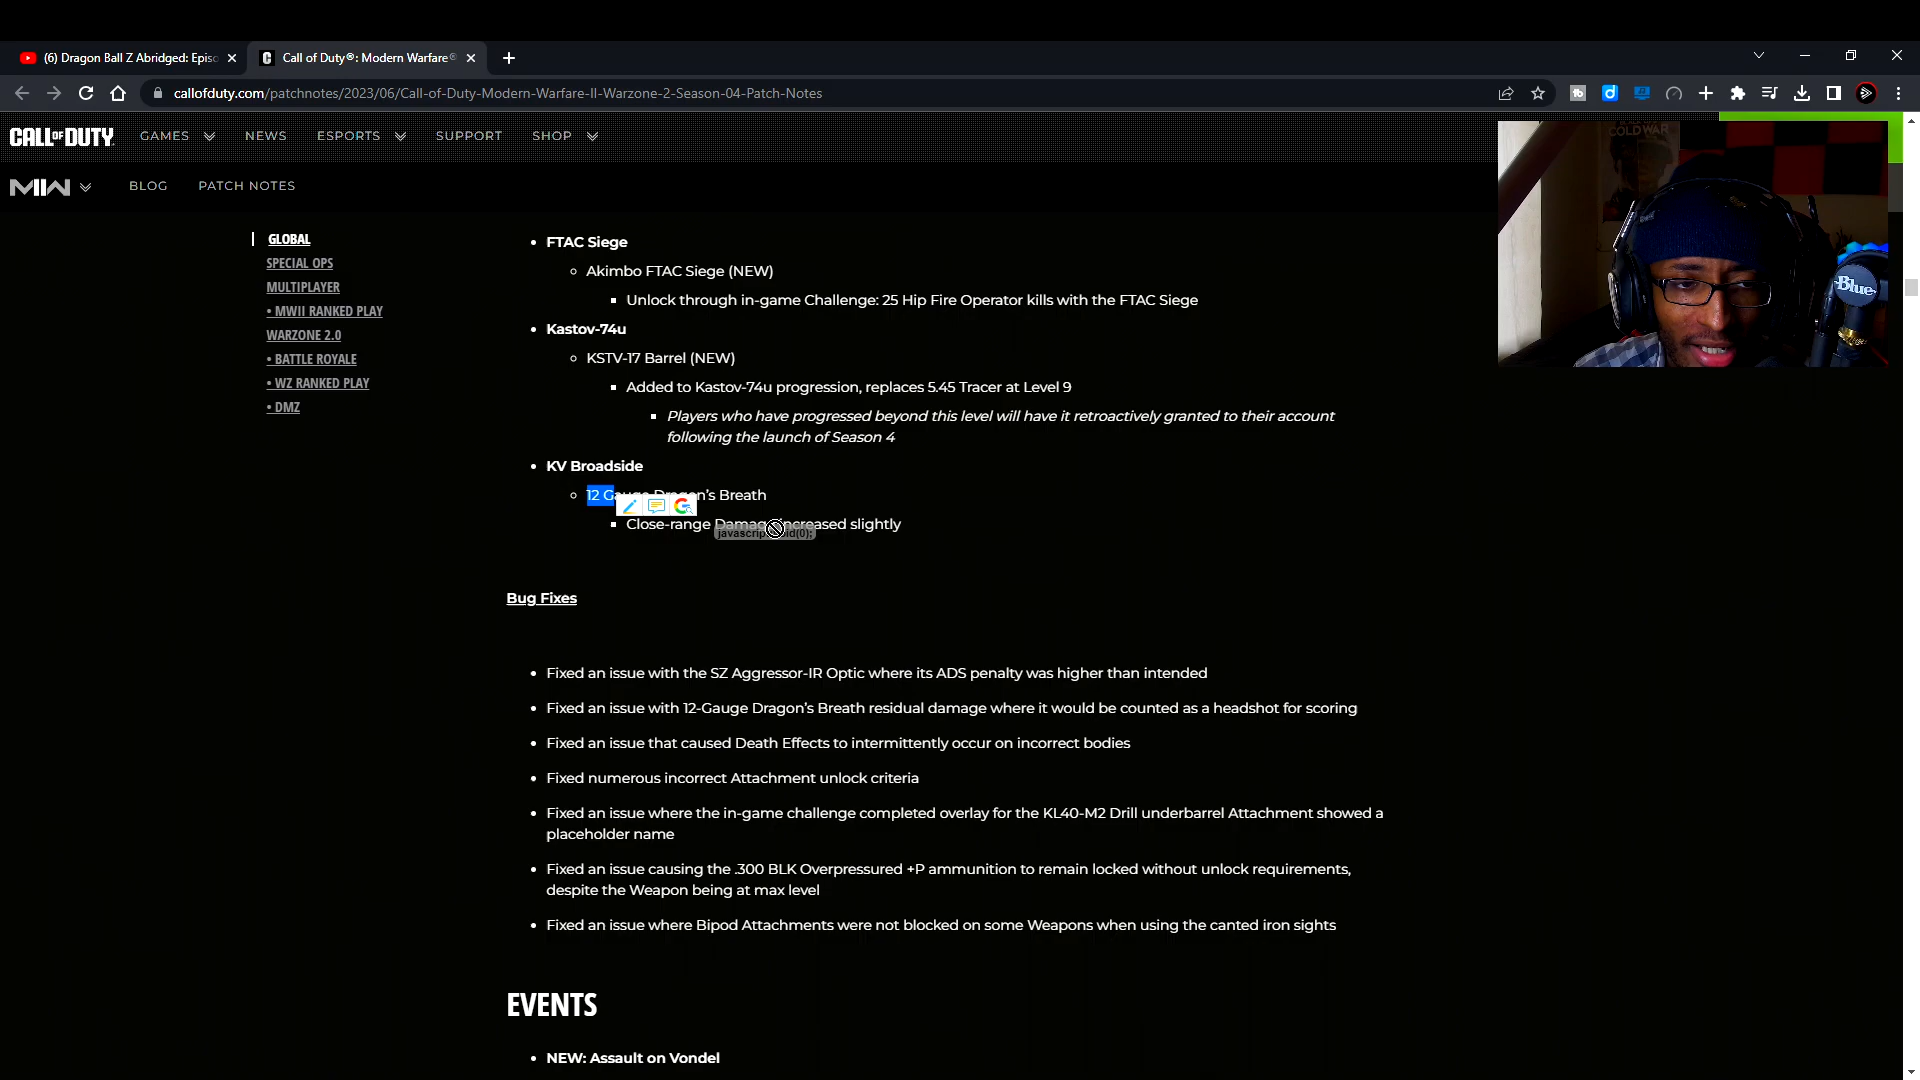 (6) Dragon Ball Z Abridged: Episo
Call of Duty®: Modern Warfare®
callofduty.com/patchnotes/2023/06/Call-of-Duty-Modern-Warfare-II-Warzone-2-Season-04-Patch-Notes
CALL OF DUTY. GAMES NEWS ESPORTS SUPPORT SHOP
MWII BLOG PATCH NOTES
COLD WAR
Blue
GLOBAL
SPECIAL OPS
MULTIPLAYER
• MWII RANKED PLAY
WARZONE 2.0
• BATTLE ROYALE
• WZ RANKED PLAY
• DMZ
FTAC Siege
Akimbo FTAC Siege (NEW)
Unlock through in-game Challenge: 25 Hip Fire Operator kills with the FTAC Siege
Kastov-74u
KSTV-17 Barrel (NEW)
Added to Kastov-74u progression, replaces 5.45 Tracer at Level 9
Players who have progressed beyond this level will have it retroactively granted to their account
following the launch of Season 4
KV Broadside
12 Gauge Dragon's Breath
Close-range Damage increased slightly
javascript:void(0);
Bug Fixes
Fixed an issue with the SZ Aggressor-IR Optic where its ADS penalty was higher than intended
Fixed an issue with 12-Gauge Dragon's Breath residual damage where it would be counted as a headshot for scoring
Fixed an issue that caused Death Effects to intermittently occur on incorrect bodies
Fixed numerous incorrect Attachment unlock criteria
Fixed an issue where the in-game challenge completed overlay for the KL40-M2 Drill underbarrel Attachment showed a
placeholder name
Fixed an issue causing the .300 BLK Overpressured +P ammunition to remain locked without unlock requirements,
despite the Weapon being at max level
Fixed an issue where Bipod Attachments were not blocked on some Weapons when using the canted iron sights
EVENTS
NEW: Assault on Vondel